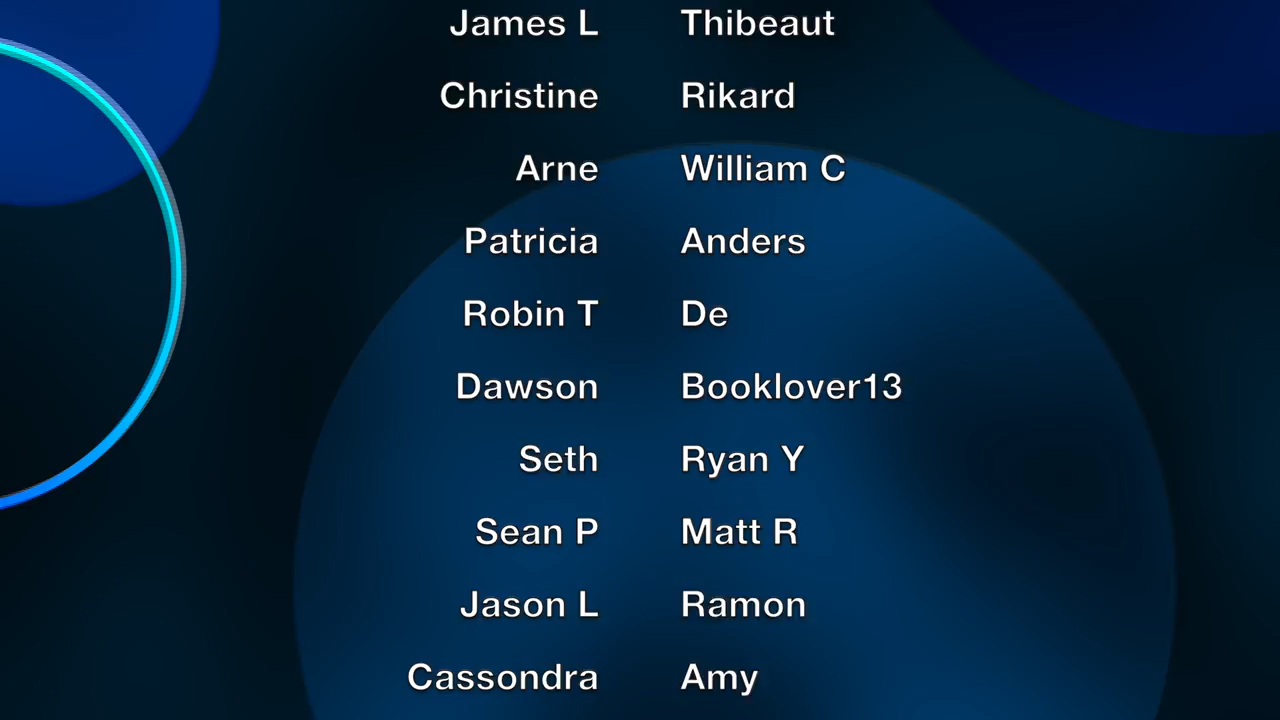 James L Thibeaut
Christine Rikard
Arne William C
Patricia Anders
Robin T De
Dawson Booklover13
Seth Ryan Y
Sean P Matt R
Jason L Ramon
Cassondra Amy